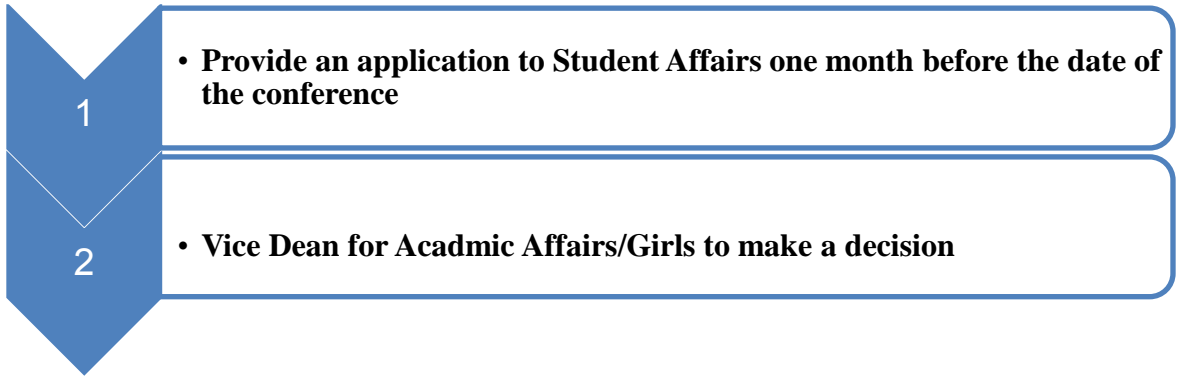 1
• Provide an application to Student Affairs one month before the date of
the conference
2
• Vice Dean for Acadmic Affairs/Girls to make a decision